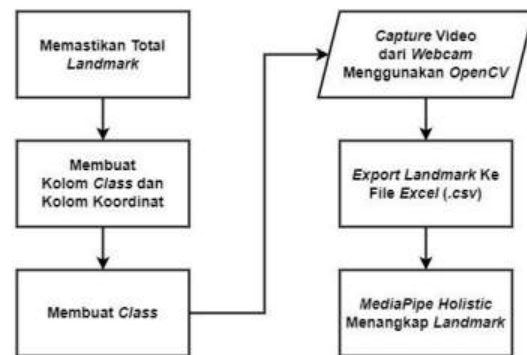 Memastikan Total
Landmark
Membuat
Kolom Class dan
Kolom Koordinat
Membuat Class
Capture Video
dari Webcam
Menggunakan OpenCV
Export Landmark Ke
File Excel (.csv)
MediaPipe Holistic
Menangkap Landmark